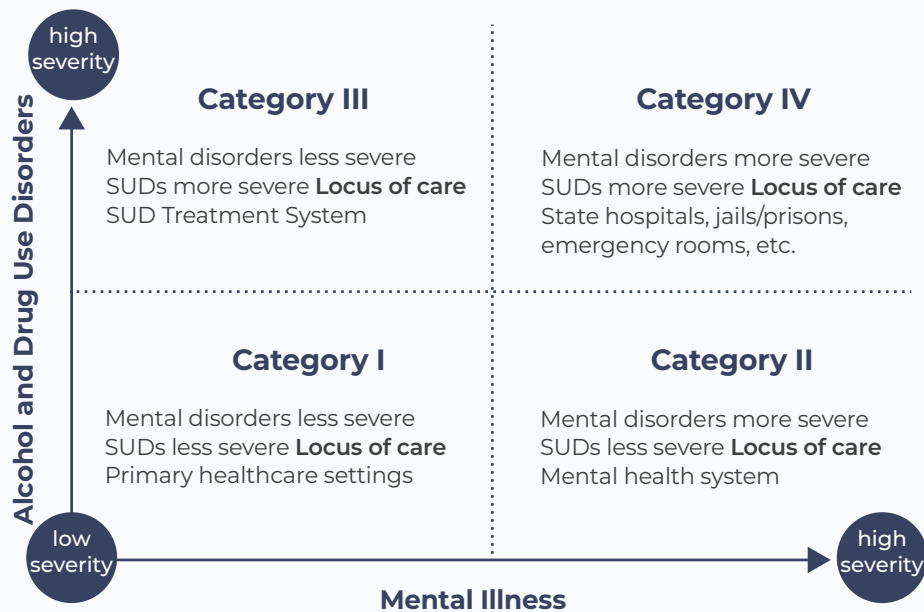 high
severity
Alcohol and Drug Use Disorders
Category III
Mental disorders less severe
SUDs more severe Locus of care
SUD Treatment System
Category IV
Mental disorders more severe
SUDs more severe Locus of care
State hospitals, jails/prisons,
emergency rooms, etc.
Category I
Mental disorders less severe
SUDs less severe Locus of care
Primary healthcare settings
Category II
Mental disorders more severe
SUDs less severe Locus of care
Mental health system
low
severity
high
severity
Mental Illness